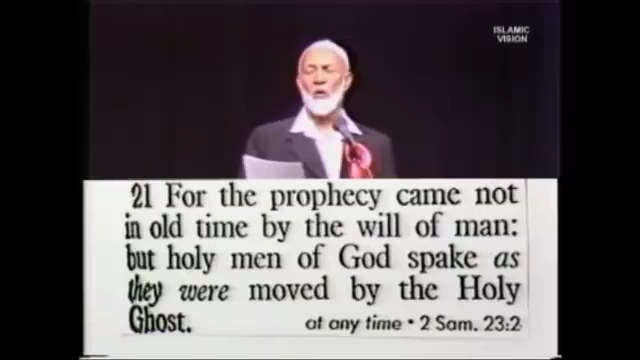 ISLAMIC
VISION
21 For the prophecy came not
in old time by the will of man:
but holy men of God spake as
they were moved by the Holy
Ghost. at any time • 2 Sam. 23:2